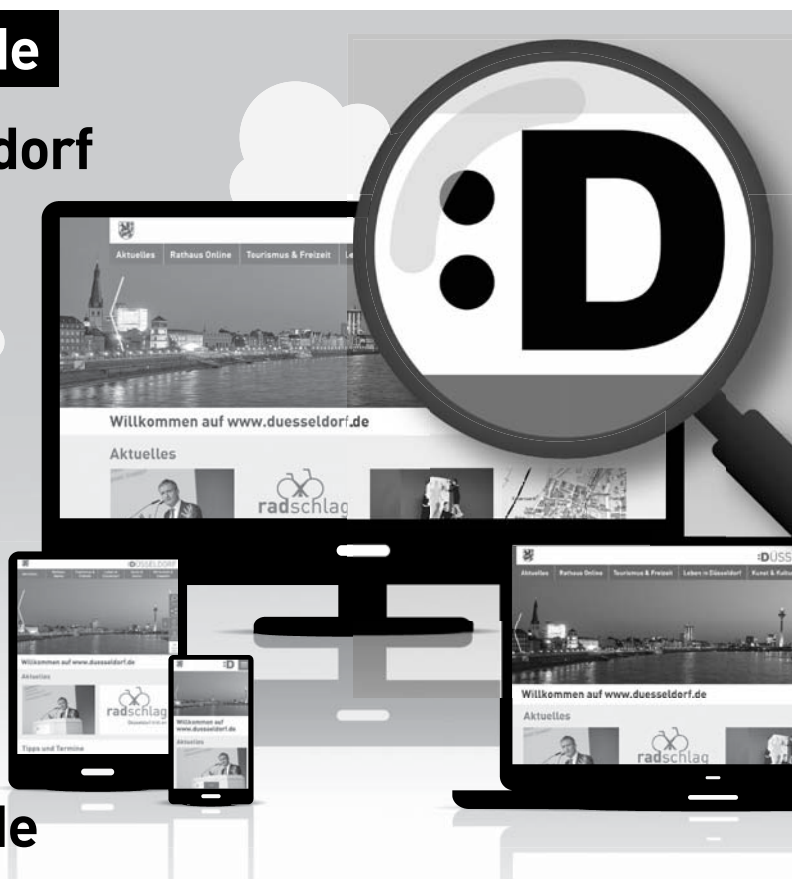 le
dorf
:D
Aktuelles Rathaus Online Tourismus & Freizeit Le
Willkommen auf www.duesseldorf.de
Aktuelles
radschlag
:DÜSSELDORF
Willkommen auf www.duesseldorf.de
Aktuelles
radschlag
Tipps und Termine
:D
Willkommen auf
www.duesseldorf.de
Aktuelles
:DÜSS
Aktuelles Rathaus Online Tourismus & Freizeit Leben in Düsseldorf Kunst & Kultu
Willkommen auf www.duesseldorf.de
Aktuelles
radschlag
le